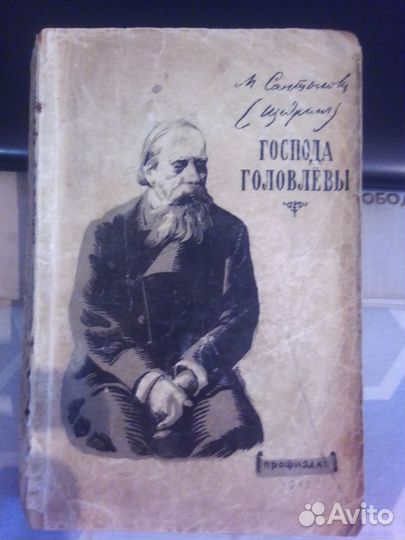 М Салтыков
(Щедрин)
ГОСПОДА
ГОЛОВЛЁВЫ
ПРОФИЗДАТ
Avito